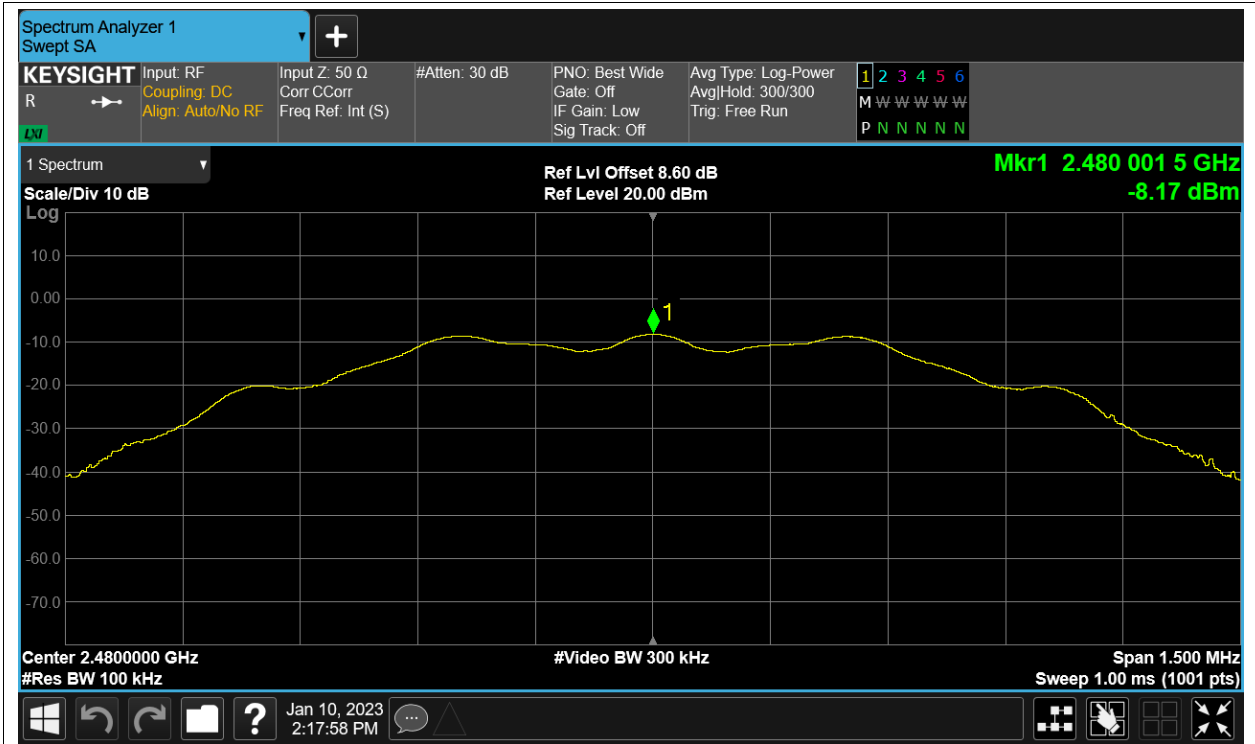 Spectrum Analyzer 1
Swept SA
+
KEYSIGHT
R
LXI
Input: RF
Coupling: DC
Align: Auto/No RF
Input Z: 50 Ω
Corr CCorr
Freq Ref: Int (S)
#Atten: 30 dB
PNO: Best Wide
Gate: Off
IF Gain: Low
Sig Track: Off
Avg Type: Log-Power
Avg|Hold: 300/300
Trig: Free Run
1 2 3 4 5 6
M W W W W W
P N N N N N
1 Spectrum
Scale/Div 10 dB
Log
Ref Lvl Offset 8.60 dB
Ref Level 20.00 dBm
Mkr1 2.480 001 5 GHz
-8.17 dBm
10.0
0.00
-10.0
-20.0
-30.0
-40.0
-50.0
-60.0
-70.0
1
Center 2.4800000 GHz
#Res BW 100 kHz
#Video BW 300 kHz
Span 1.500 MHz
Sweep 1.00 ms (1001 pts)
?
Jan 10, 2023
2:17:58 PM